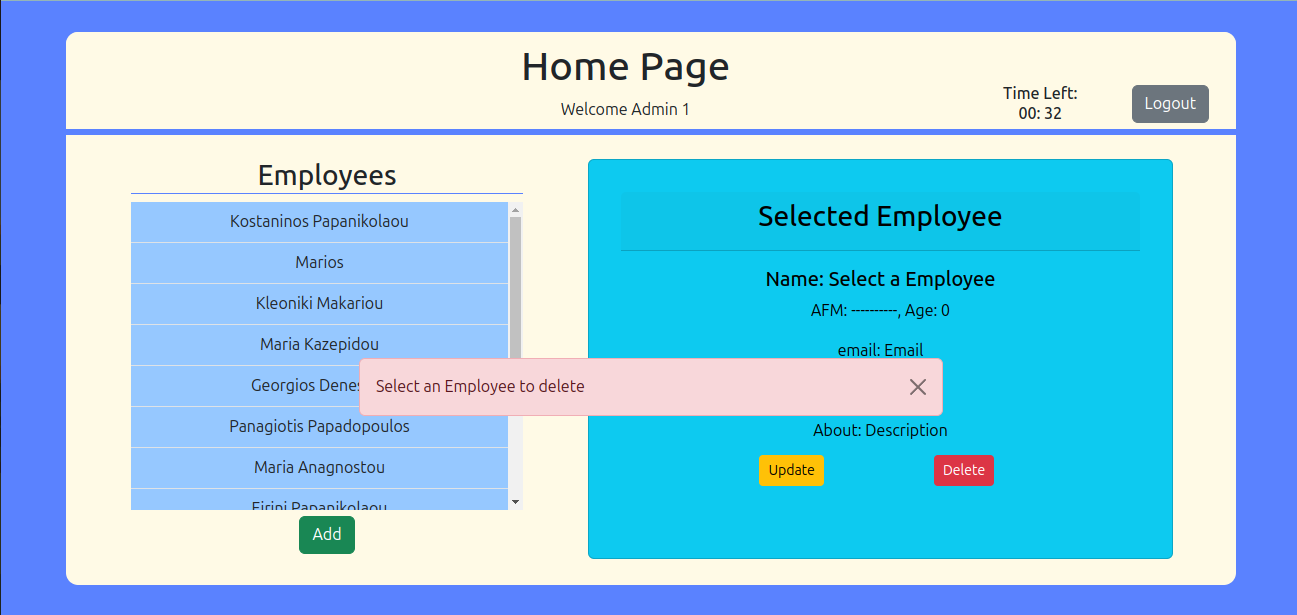 Home Page
Welcome Admin 1
Time Left:
00: 32
Logout
Employees
Kostaninos Papanikolaou
Marios
Kleoniki Makariou
Maria Kazepidou
Georgios Denes
Panagiotis Papadopoulos
Maria Anagnostou
Eirini Papanikolaou
Add
Selected Employee
Name: Select a Employee
AFM: ----------, Age: 0
email: Email
Select an Employee to delete
About: Description
Update
Delete